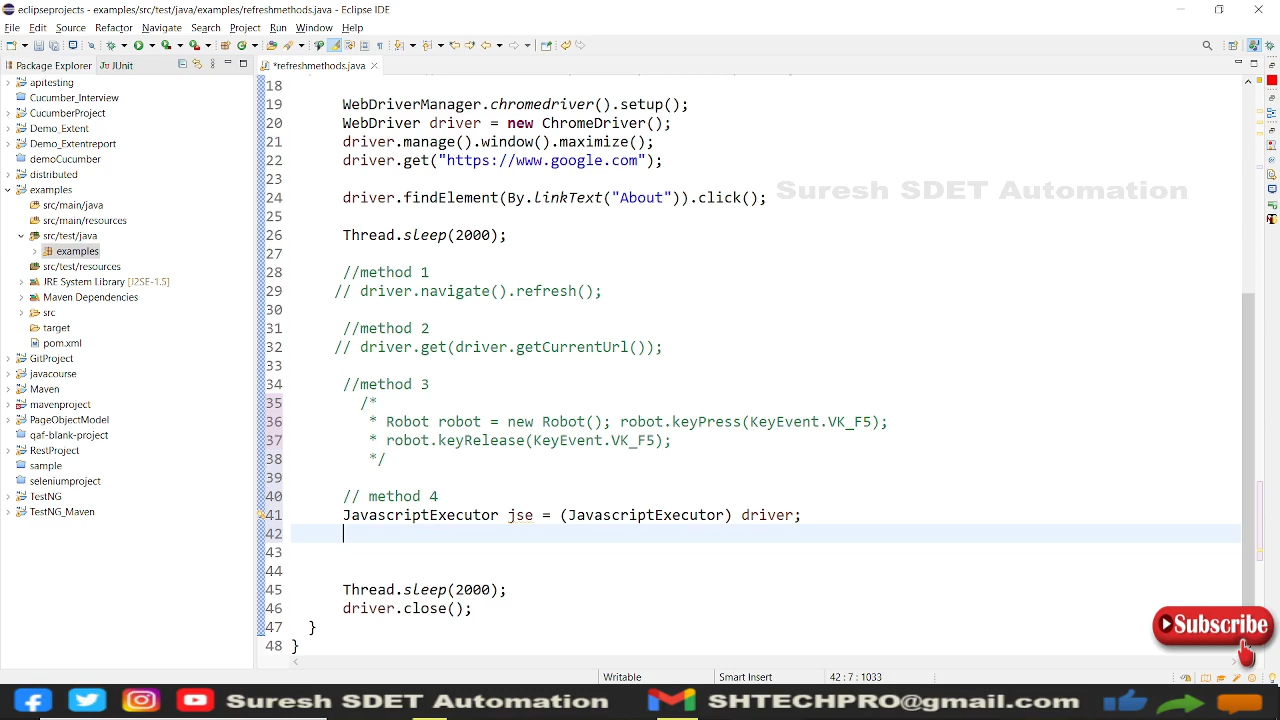 eclipseprojects - examples/src/test/java/examples/refreshmethods.java - Eclipse IDE
File Edit Source Refactor Navigate Search Project Run Window Help
Package Explorer JUnit
*refreshmethods.java
apitesting
Cucumber_Interview
CucumberProject
Demo_Extent
Demo_Extentreport
demoCucumber
distributed
examples
src/main/java
src/main/resources
src/test/java
examples
src/test/resources
JRE System Library [J2SE-1.5]
Maven Dependencies
src
target
pom.xml
GitProject
javacourse
Maven
mavenproject
PageObjectModel
qaf-blank-project
RestProject
sample
seleniumproject
TestNG
TestNG_Maven
18
19 WebDriverManager.chromedriver().setup();
20 WebDriver driver = new ChromeDriver();
21 driver.manage().window().maximize();
22 driver.get("https://www.google.com");
23
Suresh SDET Automation
24 driver.findElement(By.linkText("About")).click();
25
26 Thread.sleep(2000);
27
28 //method 1
29 // driver.navigate().refresh();
30
31 //method 2
32 // driver.get(driver.getCurrentUrl());
33
34 //method 3
35 /*
36 * Robot robot = new Robot(); robot.keyPress(KeyEvent.VK_F5);
37 * robot.keyRelease(KeyEvent.VK_F5);
38 */
39
40 // method 4
41 JavascriptExecutor jse = (JavascriptExecutor) driver;
42
43
44
45 Thread.sleep(2000);
46 driver.close();
47 }
48 }
Subscribe
Writable Smart Insert 42 : 7 : 1033
Suresh SDET Automation SHTECHPRO@gmail.com